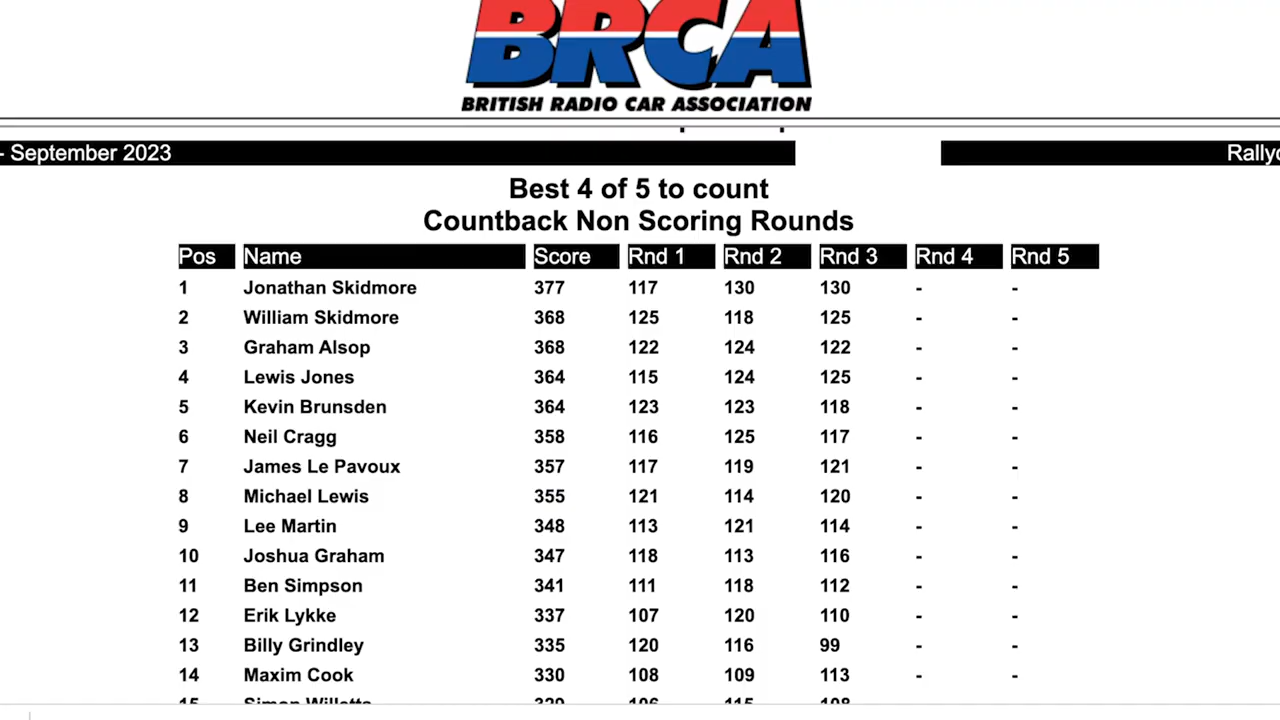 BRCA
BRITISH RADIO CAR ASSOCIATION
- September 2023
Best 4 of 5 to count
Countback Non Scoring Rounds
Pos Name Score Rnd 1 Rnd 2 Rnd 3 Rnd 4 Rnd 5
1 Jonathan Skidmore 377 117 130 130 - -
2 William Skidmore 368 125 118 125 - -
3 Graham Alsop 368 122 124 122 - -
4 Lewis Jones 364 115 124 125 - -
5 Kevin Brunsden 364 123 123 118 - -
6 Neil Cragg 358 116 125 117 - -
7 James Le Pavoux 357 117 119 121 - -
8 Michael Lewis 355 121 114 120 - -
9 Lee Martin 348 113 121 114 - -
10 Joshua Graham 347 118 113 116 - -
11 Ben Simpson 341 111 118 112 - -
12 Erik Lykke 337 107 120 110 - -
13 Billy Grindley 335 120 116 99 - -
14 Maxim Cook 330 108 109 113 - -